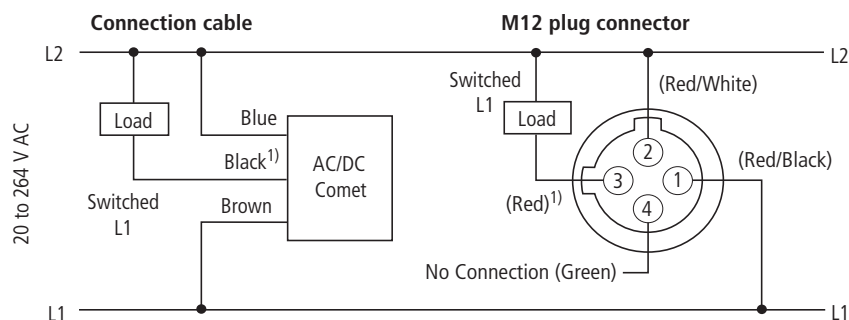 Connection cable
M12 plug connector
L2
L2
Switched
L1
(Red/White)
Load
Load
Blue
20 to 264 V AC
Black1)
AC/DC
Comet
2
(Red/Black)
3
1
Switched
L1
Brown
(Red)1)
4
No Connection (Green)
L1
L1